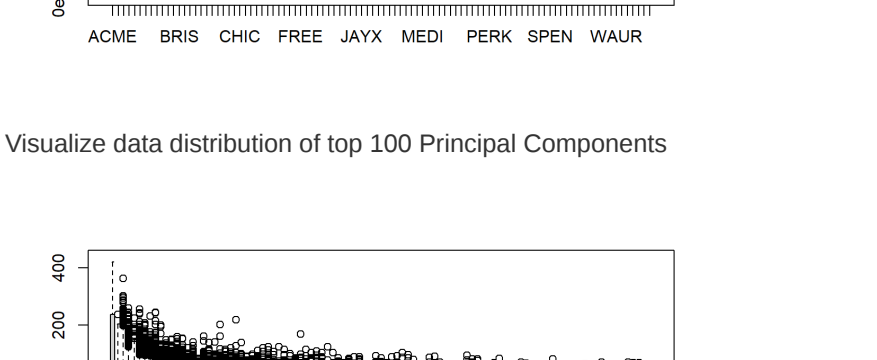 0e
ACME BRIS CHIC FREE JAYX MEDI PERK SPEN WAUR
Visualize data distribution of top 100 Principal Components
400
200